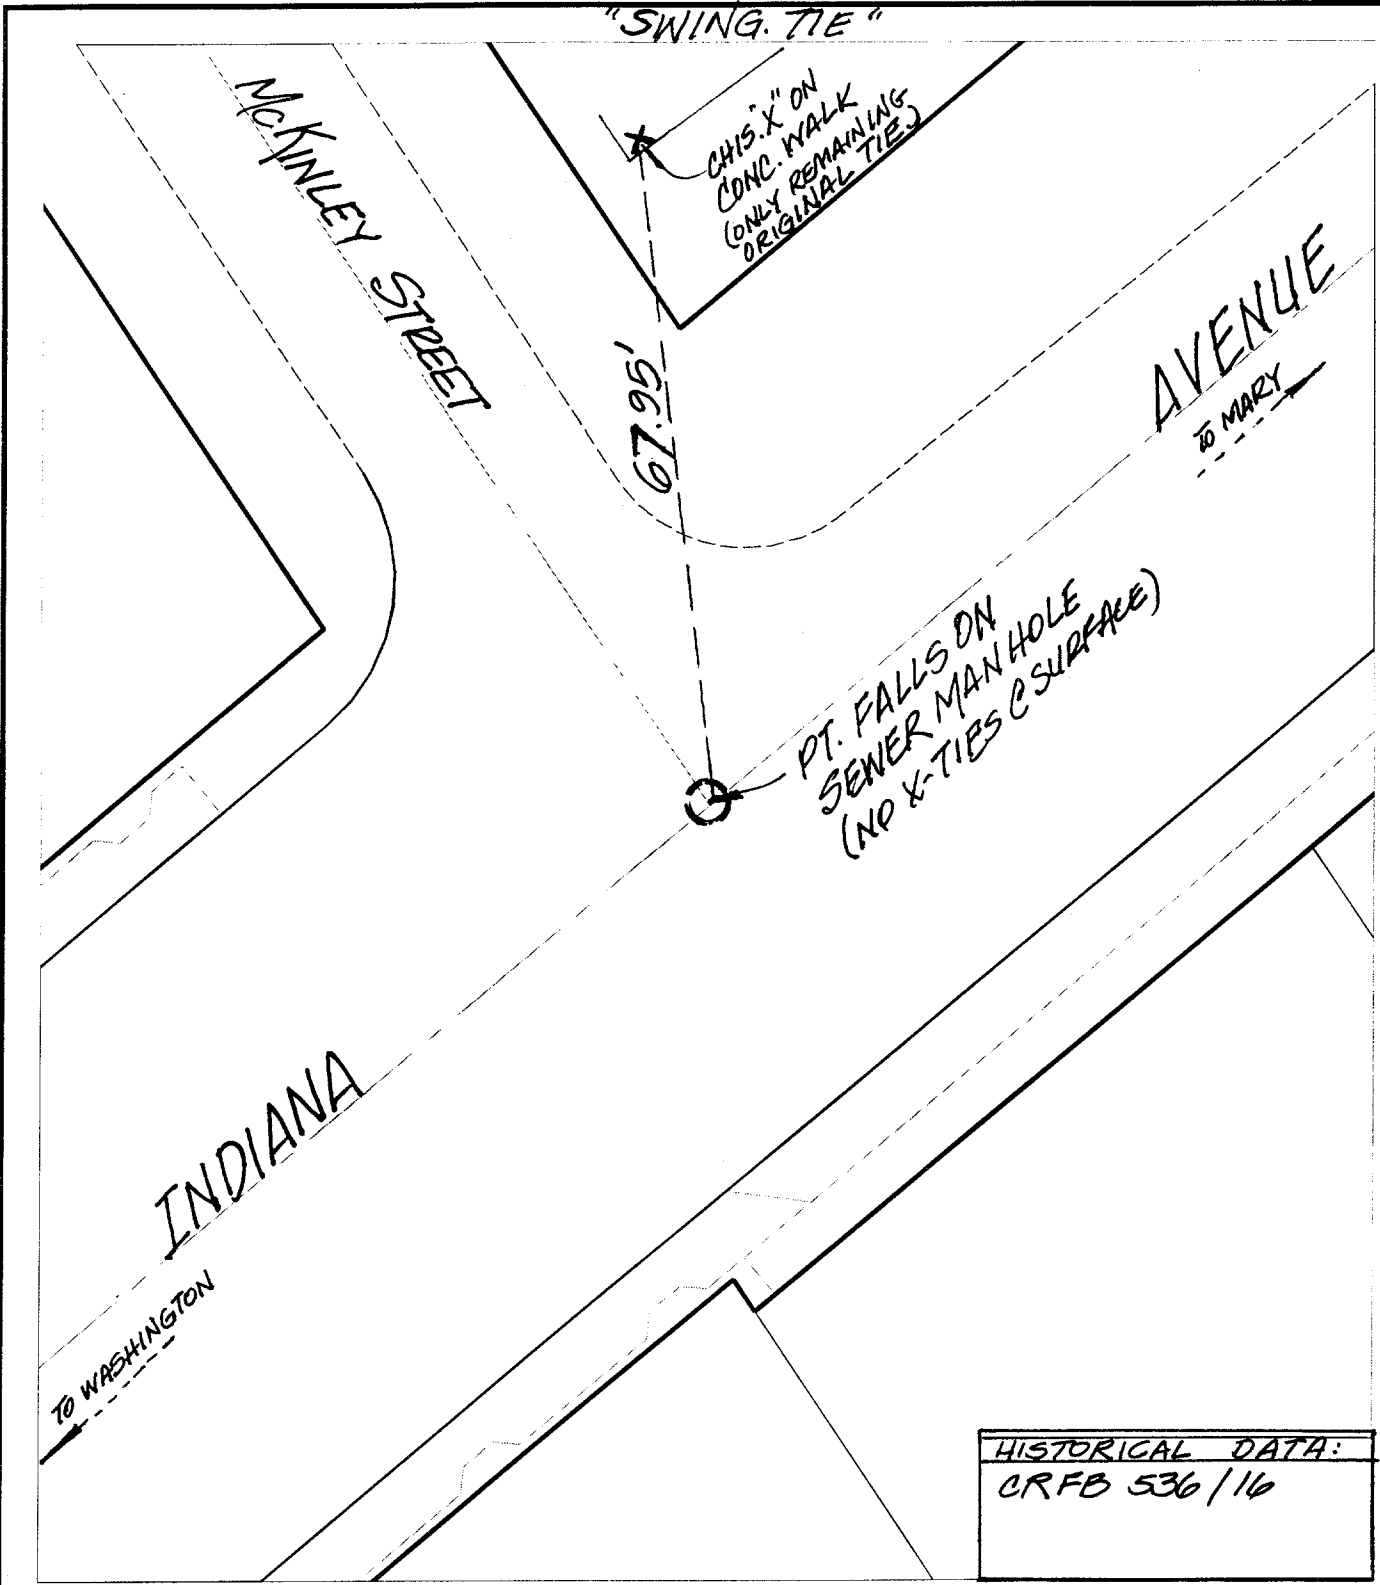 "SWING. TIE"
McKINLEY STREET
CHIS. "X" ON
CONC. WALK
(ONLY REMAINING
ORIGINAL TIE)
67.95'
AVENUE
TO MARY
PT. FALLS ON
SEWER MANHOLE
(NO X-TIES @ SURFACE)
INDIANA
TO WASHINGTON
HISTORICAL DATA:
CRFB 536/16